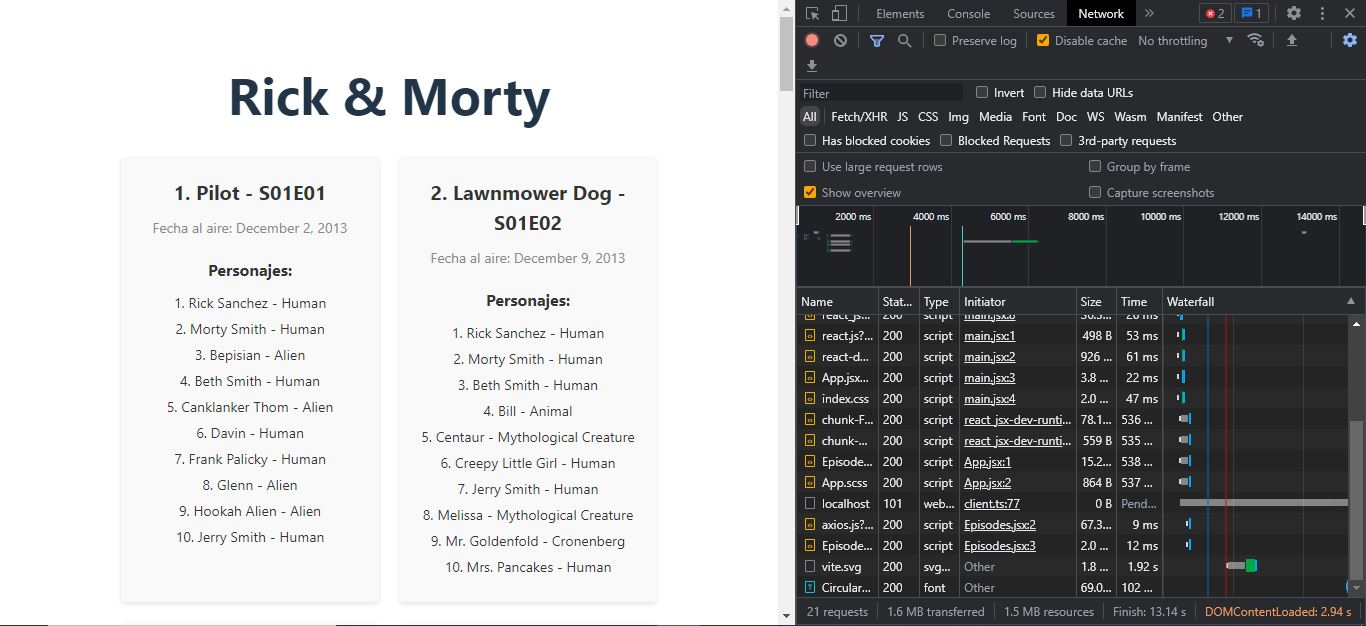 Rick & Morty
1. Pilot - S01E01
Fecha al aire: December 2, 2013
Personajes:
1. Rick Sanchez - Human
2. Morty Smith - Human
3. Bepisian - Alien
4. Beth Smith - Human
5. Canklanker Thom - Alien
6. Davin - Human
7. Frank Palicky - Human
8. Glenn - Alien
9. Hookah Alien - Alien
10. Jerry Smith - Human
2. Lawnmower Dog -
S01E02
Fecha al aire: December 9, 2013
Personajes:
1. Rick Sanchez - Human
2. Morty Smith - Human
3. Beth Smith - Human
4. Bill - Animal
5. Centaur - Mythological Creature
6. Creepy Little Girl - Human
7. Jerry Smith - Human
8. Melissa - Mythological Creature
9. Mr. Goldenfold - Cronenberg
10. Mrs. Pancakes - Human
Elements Console Sources Network » 2 1
Preserve log Disable cache No throttling
Filter Invert Hide data URLs
All Fetch/XHR JS CSS Img Media Font Doc WS Wasm Manifest Other
Has blocked cookies Blocked Requests 3rd-party requests
Use large request rows Group by frame
Show overview Capture screenshots
2000 ms 4000 ms 6000 ms 8000 ms 10000 ms 12000 ms 14000 ms
Name Stat... Type Initiator Size Time Waterfall
react_js... 200 script main.jsx:6 20 ms
react.js?... 200 script main.jsx:1 498 B 53 ms
react-d... 200 script main.jsx:2 926 ... 61 ms
App.jsx... 200 script main.jsx:3 3.8 ... 22 ms
index.css 200 script main.jsx:4 2.0 ... 47 ms
chunk-F... 200 script react_jsx-dev-runti... 78.1... 536 ...
chunk-... 200 script react_jsx-dev-runti... 559 B 535 ...
Episode... 200 script App.jsx:1 15.2... 538 ...
App.scss 200 script App.jsx:2 864 B 537 ...
localhost 101 web... client.ts:77 0 B Pend...
axios.js?... 200 script Episodes.jsx:2 67.3... 9 ms
Episode... 200 script Episodes.jsx:3 2.0 ... 12 ms
vite.svg 200 svg... Other 1.8 ... 1.92 s
Circular... 200 font Other 69.0... 102 ...
21 requests 1.6 MB transferred 1.5 MB resources Finish: 13.14 s DOMContentLoaded: 2.94 s